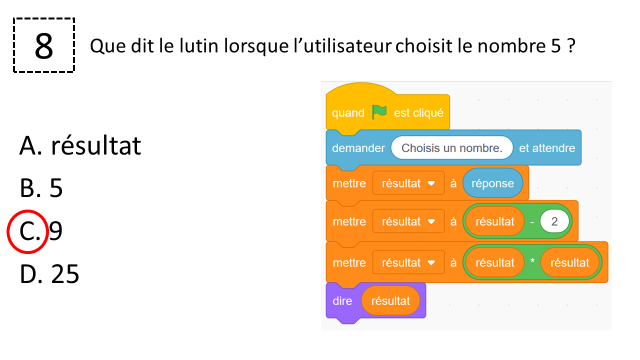 8 Que dit le lutin lorsque l'utilisateur choisit le nombre 5 ?
A. résultat
B. 5
C. 9
D. 25
quand est cliqué
demander Choisis un nombre. et attendre
mettre résultat à réponse
mettre résultat à résultat - 2
mettre résultat à résultat * résultat
dire résultat